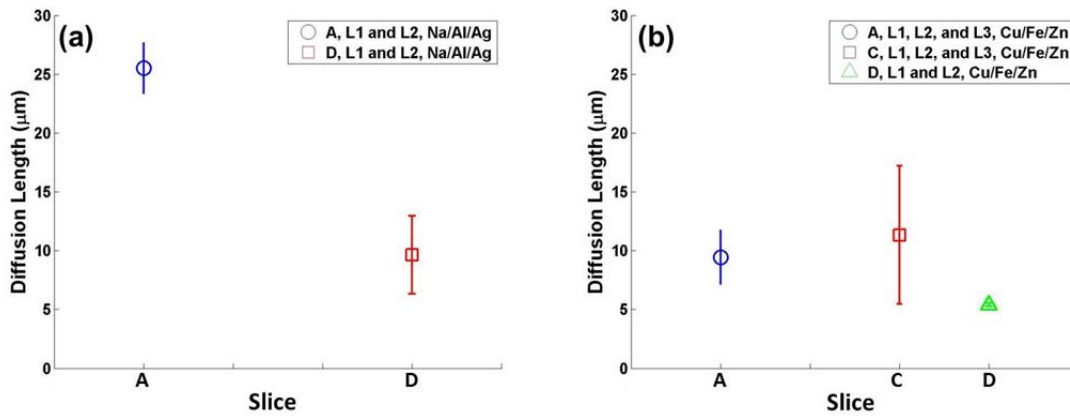 (a)
A, L1 and L2, Na/Al/Ag
D, L1 and L2, Na/Al/Ag
30
25
20
15
10
5
0
Diffusion Length (μm)
A
D
Slice
(b)
A, L1, L2, and L3, Cu/Fe/Zn
C, L1, L2, and L3, Cu/Fe/Zn
D, L1 and L2, Cu/Fe/Zn
30
25
20
15
10
5
0
Diffusion Length (μm)
A
C
D
Slice